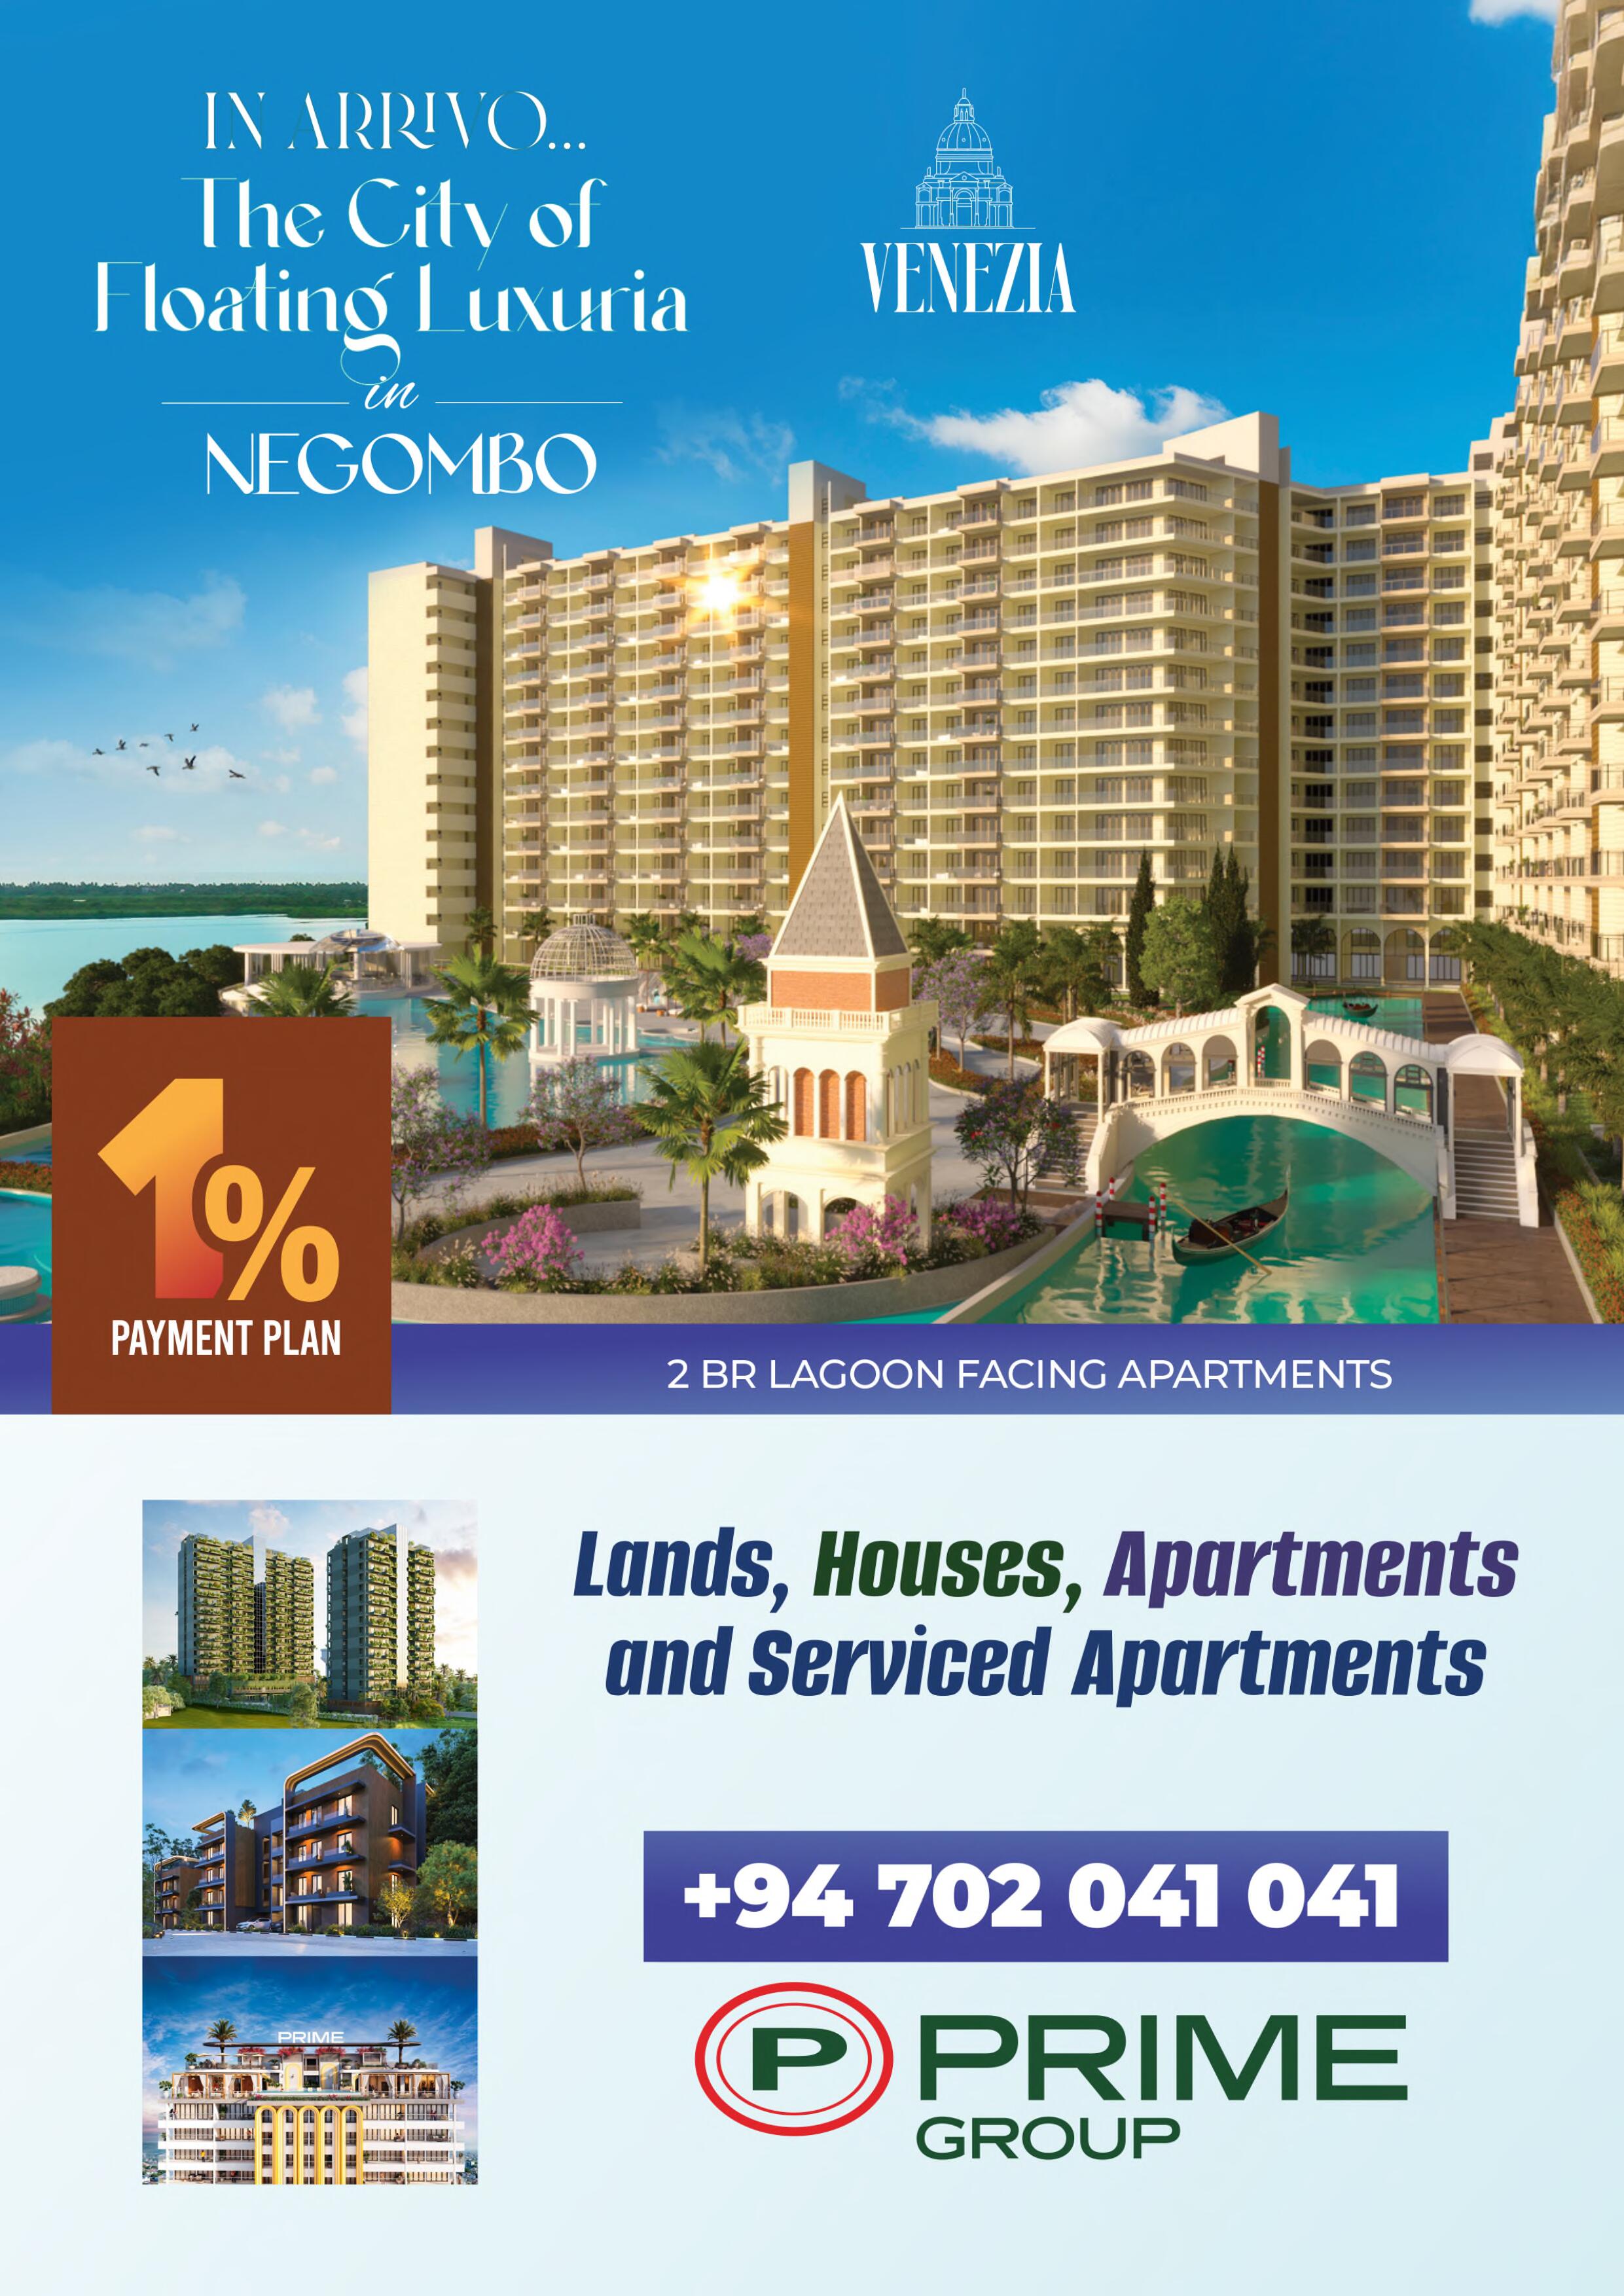 IN ARRIVO...
The City of
Floating Luxuria
in
NEGOMBO
VENEZIA
1%
PAYMENT PLAN
2 BR LAGOON FACING APARTMENTS
Lands, Houses, Apartments
and Serviced Apartments
PRIME
+94 702 041 041
P PRIME
GROUP